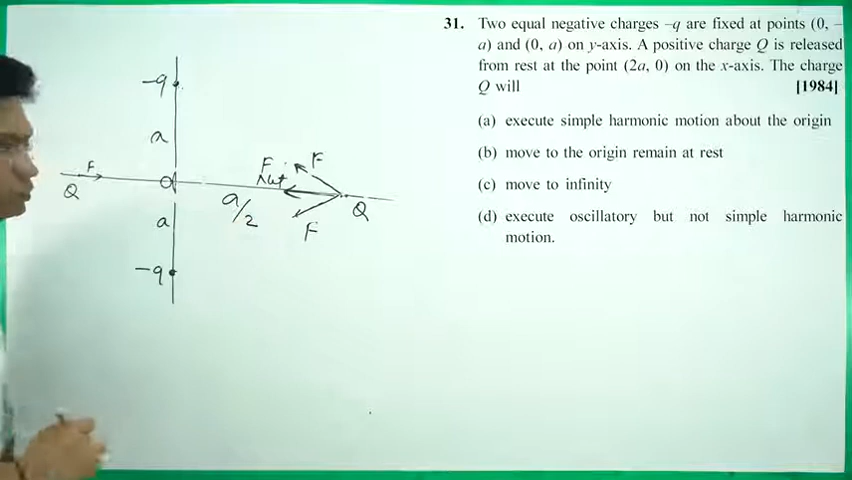 31. Two equal negative charges –q are fixed at points (0, –
a) and (0, a) on y-axis. A positive charge Q is released
from rest at the point (2a, 0) on the x-axis. The charge
Q will [1984]
(a) execute simple harmonic motion about the origin
(b) move to the origin remain at rest
(c) move to infinity
(d) execute oscillatory but not simple harmonic
motion.
-q
a
F
Q
O
a
-q
F
Net
F
a/2
Q
F